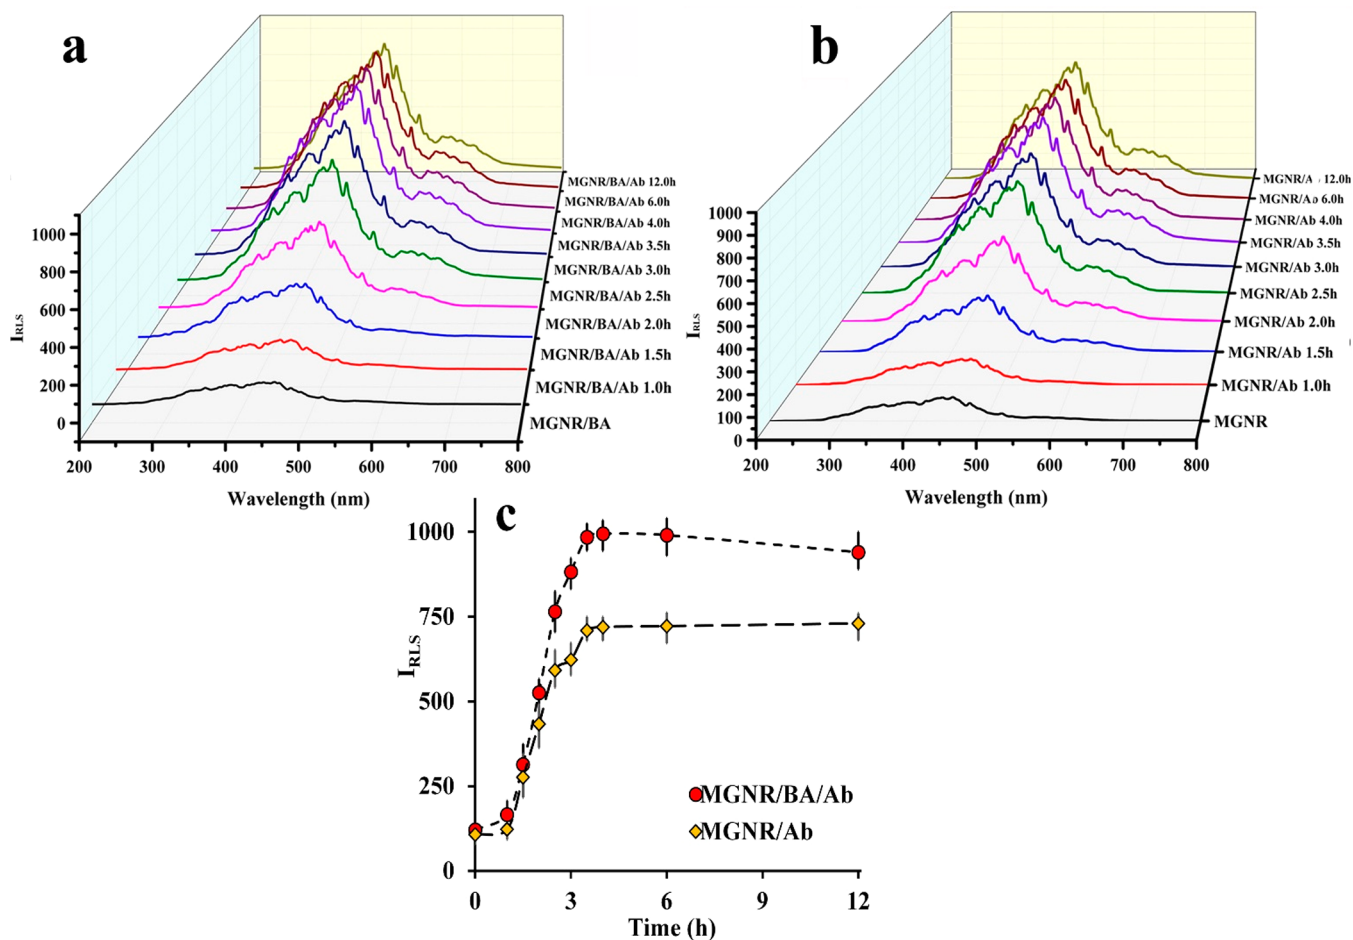 a
MGNR/BA/Ab 12.0h
MGNR/BA/Ab 6.0h
MGNR/BA/Ab 4.0h
MGNR/BA/Ab 3.5h
MGNR/BA/Ab 3.0h
MGNR/BA/Ab 2.5h
MGNR/BA/Ab 2.0h
MGNR/BA/Ab 1.5h
MGNR/BA/Ab 1.0h
MGNR/BA
1000
800
600
400
200
0
IRLS
200 300 400 500 600 700 800
Wavelength (nm)
b
MGNR/A 12.0h
MGNR/A 6.0h
MGNR/Ab 4.0h
MGNR/Ab 3.5h
MGNR/Ab 3.0h
MGNR/Ab 2.5h
MGNR/Ab 2.0h
MGNR/Ab 1.5h
MGNR/Ab 1.0h
MGNR
1000
900
800
700
600
500
400
300
200
100
0
IRLS
200 300 400 500 600 700 800
Wavelength (nm)
c
1000
750
500
250
0
IRLS
MGNR/BA/Ab
MGNR/Ab
0 3 6 9 12
Time (h)